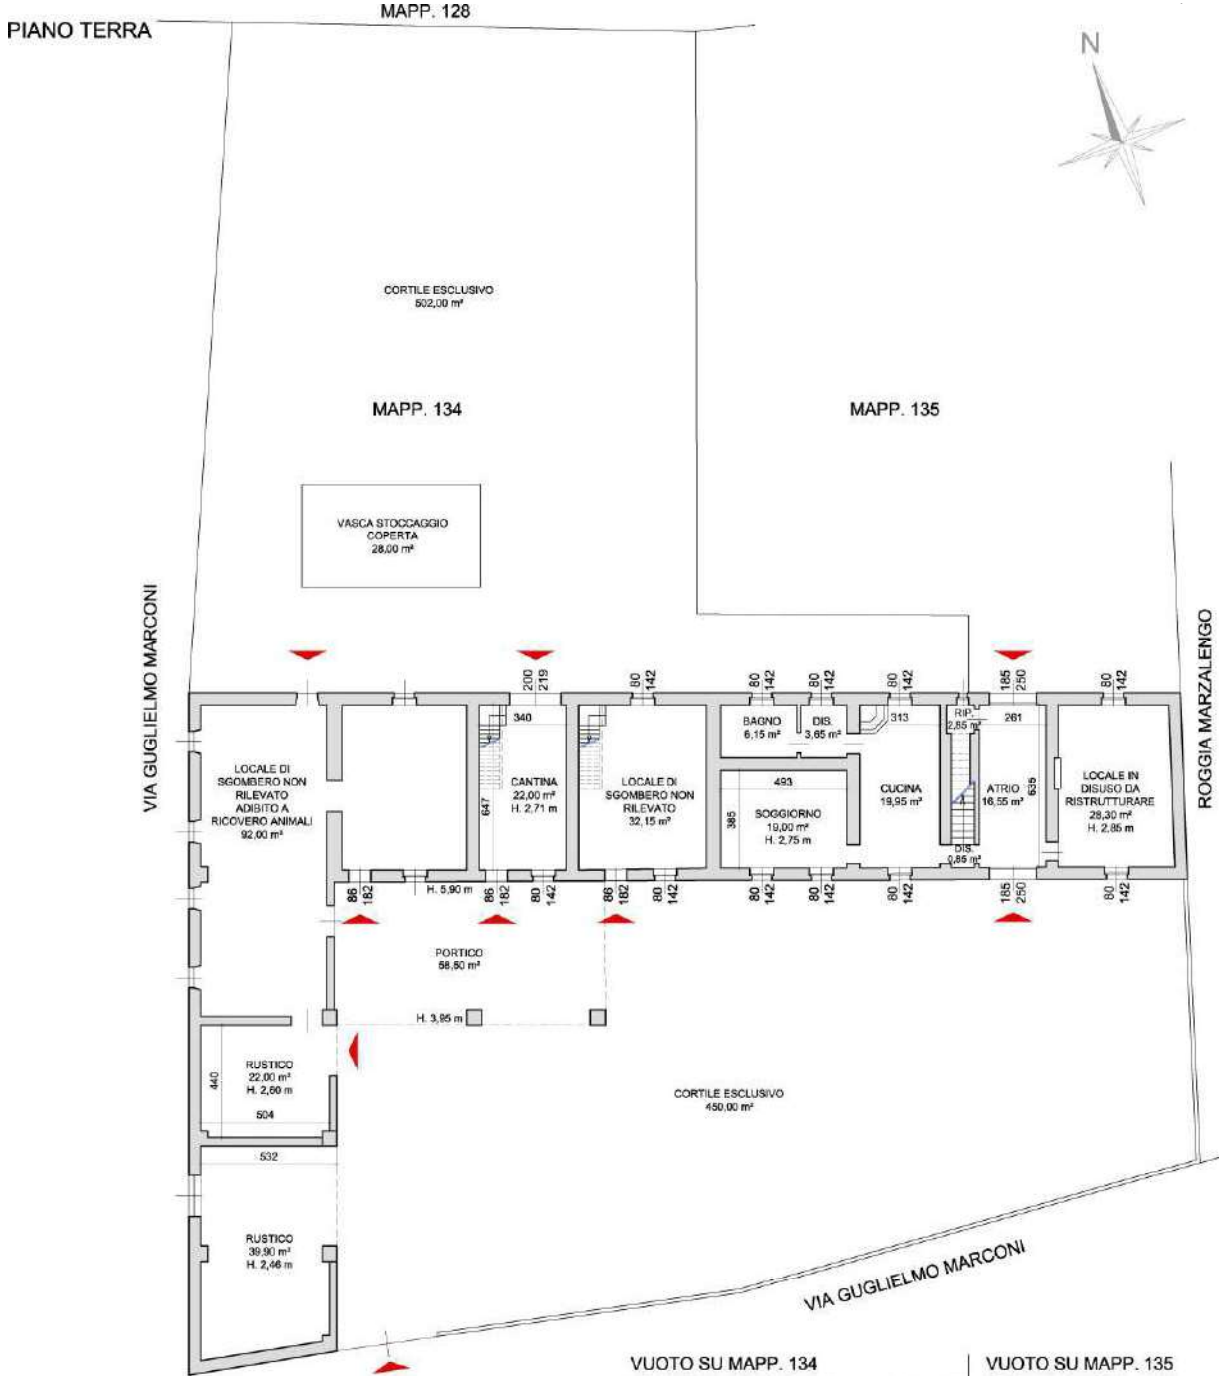 MAPP. 128
PIANO TERRA
N
CORTILE ESCLUSIVO
502,00 m²
MAPP. 134
MAPP. 135
VASCA STOCCAGGIO
COPERTA
28,00 m²
VIA GUGLIELMO MARCONI
ROGGIA MARZALENGO
200
219
80
142
80
142
80
142
80
142
185
250
80
142
340
BAGNO
6,15 m²
DIS.
3,65 m²
313
RIP.
2,85 m²
261
LOCALE DI
SGOMBERO NON
RILEVATO
ADIBITO A
RICOVERO ANIMALI
92,00 m²
CANTINA
22,00 m²
H. 2,71 m
647
LOCALE DI
SGOMBERO NON
RILEVATO
32,15 m²
493
385
SOGGIORNO
19,00 m²
H. 2,75 m
CUCINA
19,95 m²
ATRIO
16,55 m²
635
LOCALE IN
DISUSO DA
RISTRUTTURARE
28,30 m²
H. 2,85 m
DIS.
0,85 m²
86
182
H. 5,90 m
86
182
80
142
86
182
80
142
80
142
80
142
80
142
185
250
80
142
PORTICO
58,50 m²
H. 3,95 m
RUSTICO
22,00 m²
H. 2,60 m
440
504
CORTILE ESCLUSIVO
450,00 m²
532
RUSTICO
39,90 m²
H. 2,46 m
VIA GUGLIELMO MARCONI
VUOTO SU MAPP. 134
VUOTO SU MAPP. 135